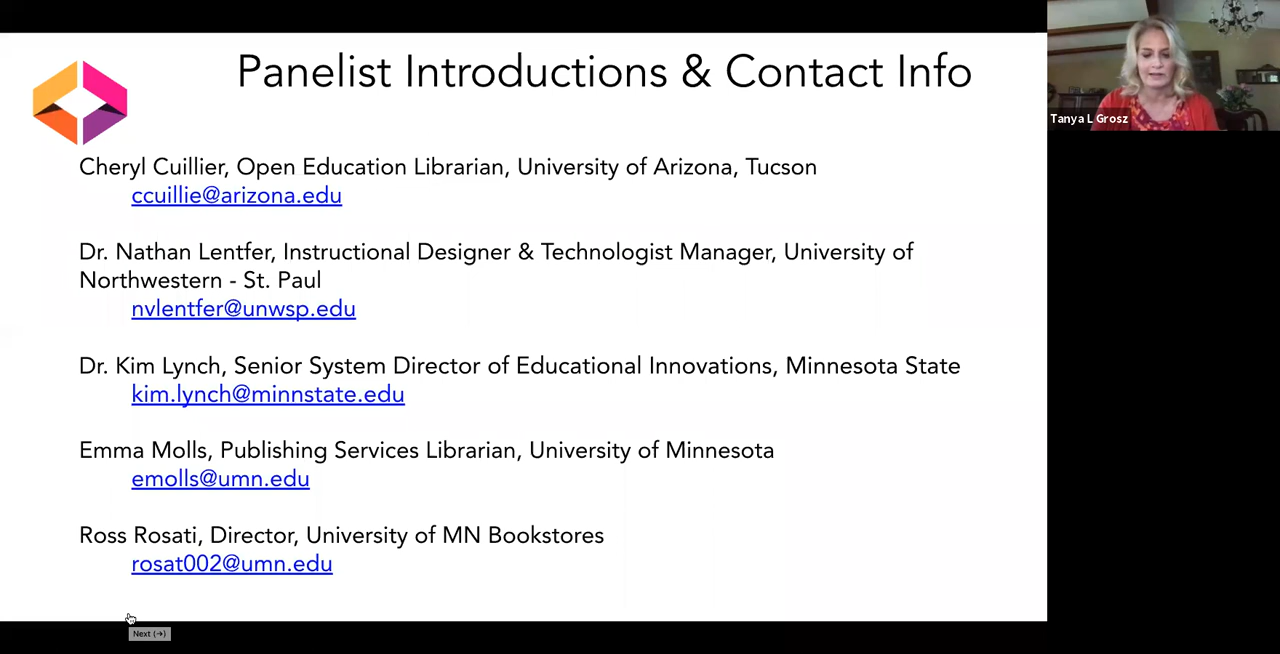 Panelist Introductions & Contact Info
Tanya L Grosz
Cheryl Cuillier, Open Education Librarian, University of Arizona, Tucson
ccuillie@arizona.edu
Dr. Nathan Lentfer, Instructional Designer & Technologist Manager, University of
Northwestern - St. Paul
nvlentfer@unwsp.edu
Dr. Kim Lynch, Senior System Director of Educational Innovations, Minnesota State
kim.lynch@minnstate.edu
Emma Molls, Publishing Services Librarian, University of Minnesota
emolls@umn.edu
Ross Rosati, Director, University of MN Bookstores
rosat002@umn.edu
Next (→)